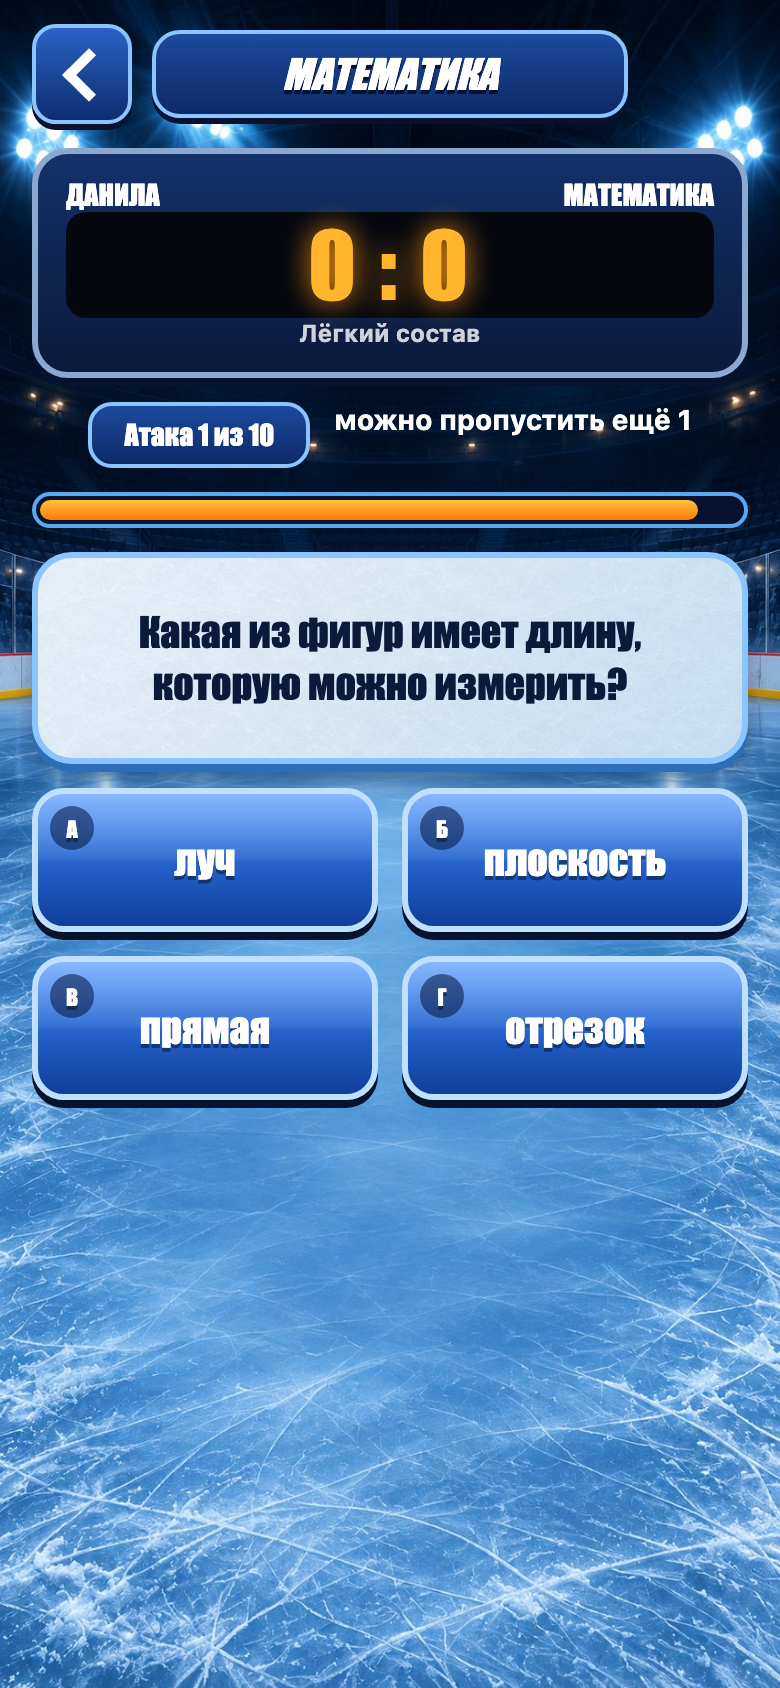 МАТЕМАТИКА
ДАНИЛА МАТЕМАТИКА
0 : 0
Лёгкий состав
Атака 1 из 10
можно пропустить ещё 1
Какая из фигур имеет длину,
которую можно измерить?
А
луч
Б
плоскость
В
прямая
Г
отрезок